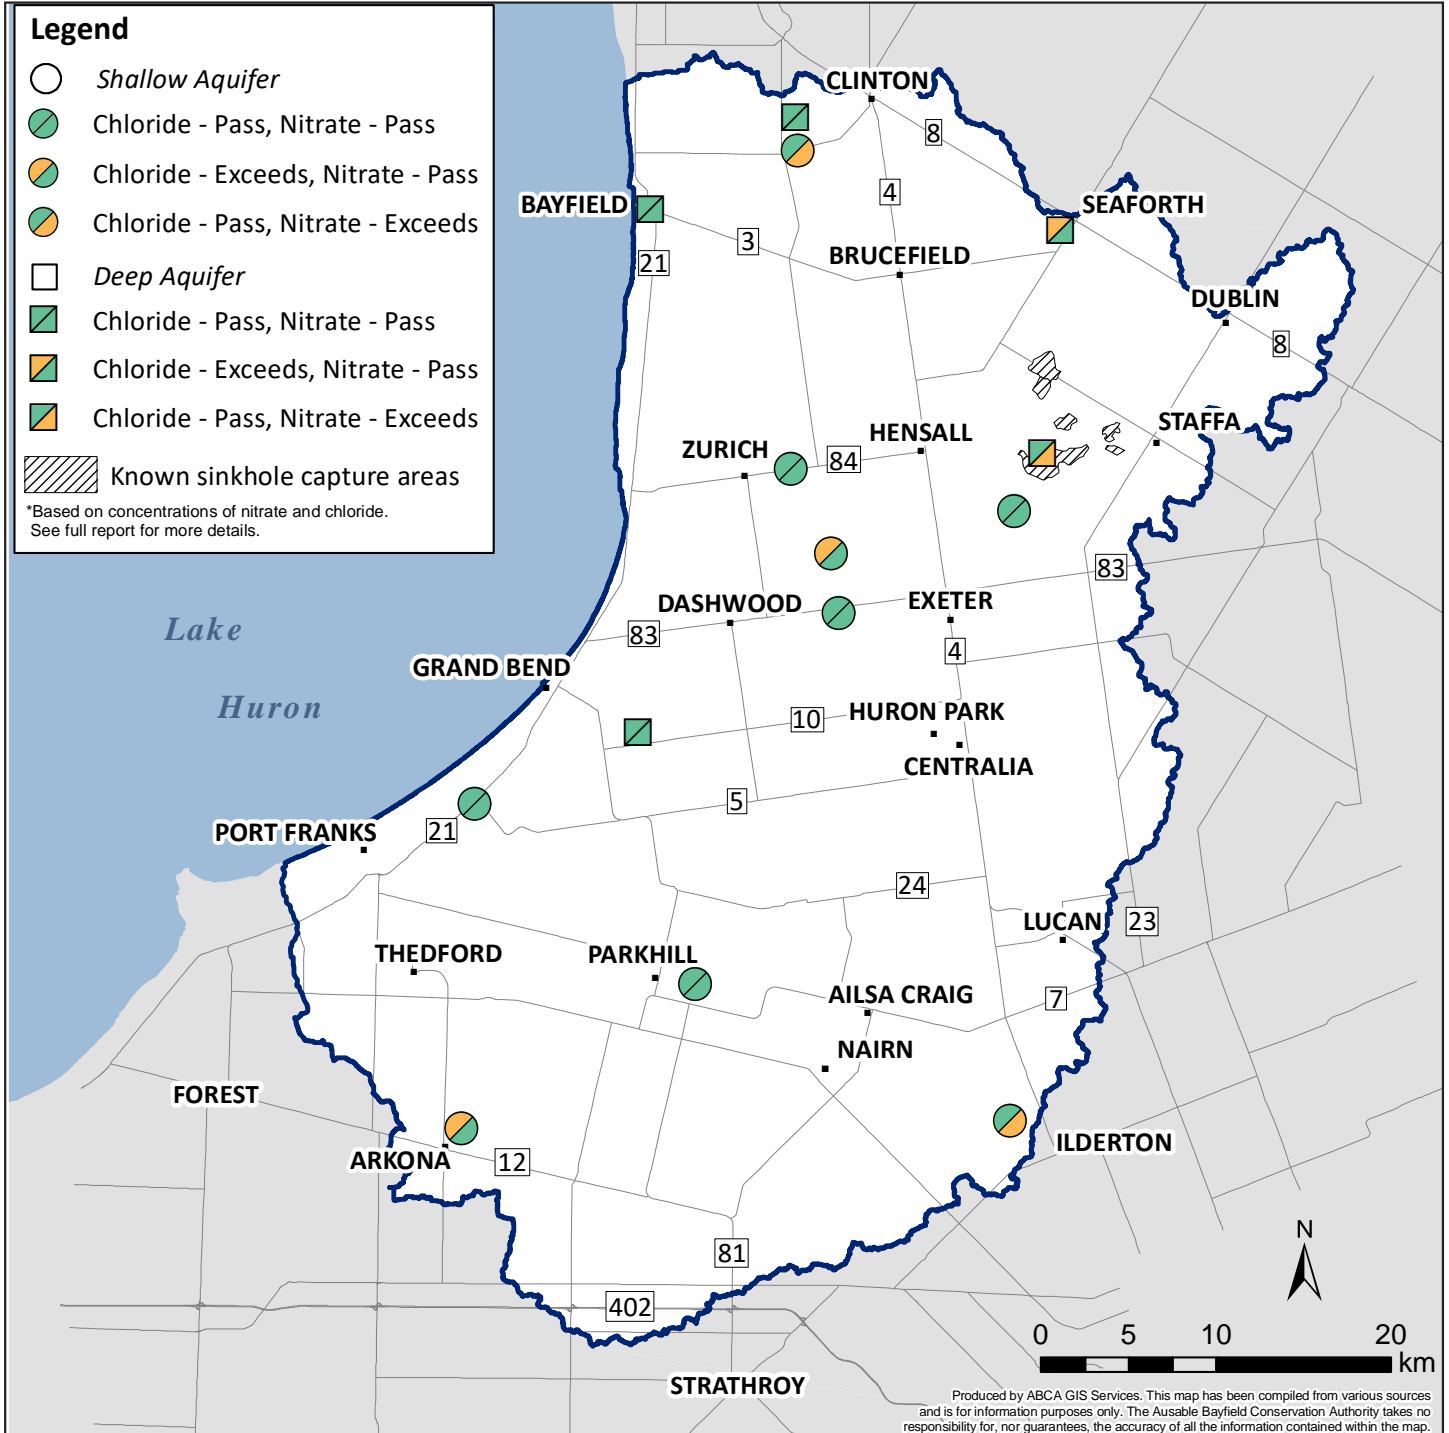 Legend
Shallow Aquifer
Chloride - Pass, Nitrate - Pass
Chloride - Exceeds, Nitrate - Pass
Chloride - Pass, Nitrate - Exceeds
Deep Aquifer
Chloride - Pass, Nitrate - Pass
Chloride - Exceeds, Nitrate - Pass
Chloride - Pass, Nitrate - Exceeds
Known sinkhole capture areas
*Based on concentrations of nitrate and chloride.
See full report for more details.
CLINTON
8
4
BAYFIELD
SEAFORTH
3
21
BRUCEFIELD
DUBLIN
8
STAFFA
HENSALL
ZURICH
84
83
DASHWOOD
EXETER
83
4
Lake
Huron
GRAND BEND
10
HURON PARK
CENTRALIA
5
PORT FRANKS
21
24
LUCAN
23
THEDFORD
PARKHILL
AILSA CRAIG
7
NAIRN
FOREST
ARKONA
12
ILDERTON
81
402
STRATHROY
N
0 5 10 20
km
Produced by ABCA GIS Services. This map has been compiled from various sources
and is for information purposes only. The Ausable Bayfield Conservation Authority takes no
responsibility for, nor guarantees, the accuracy of all the information contained within the map.